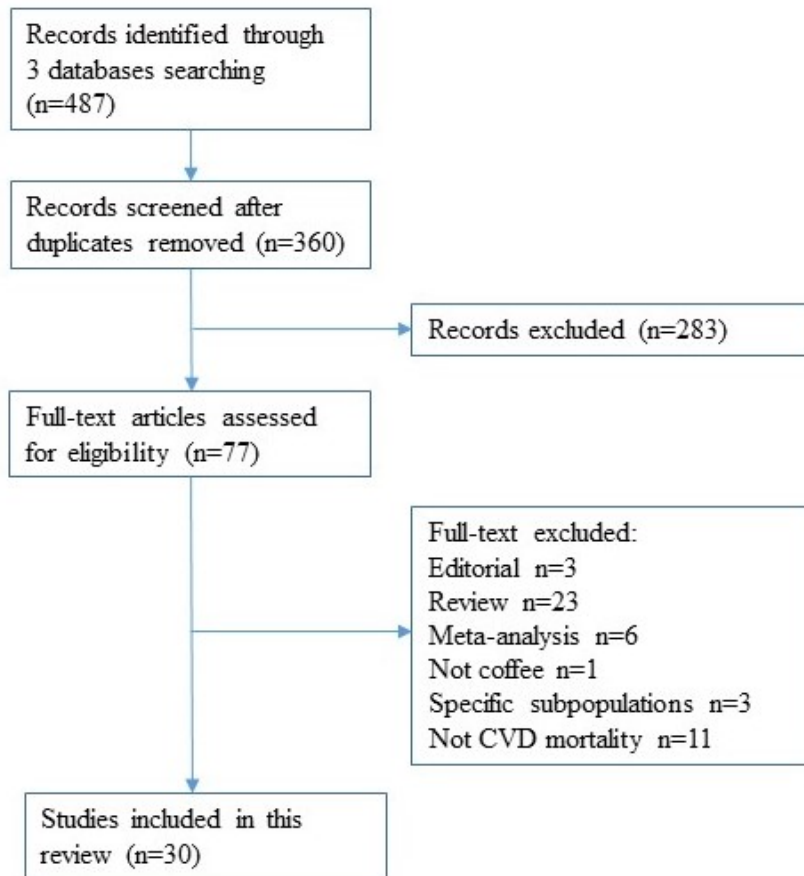 Records identified through
3 databases searching
(n=487)
Records screened after
duplicates removed (n=360)
Records excluded (n=283)
Full-text articles assessed
for eligibility (n=77)
Full-text excluded:
Editorial n=3
Review n=23
Meta-analysis n=6
Not coffee n=1
Specific subpopulations n=3
Not CVD mortality n=11
Studies included in this
review (n=30)